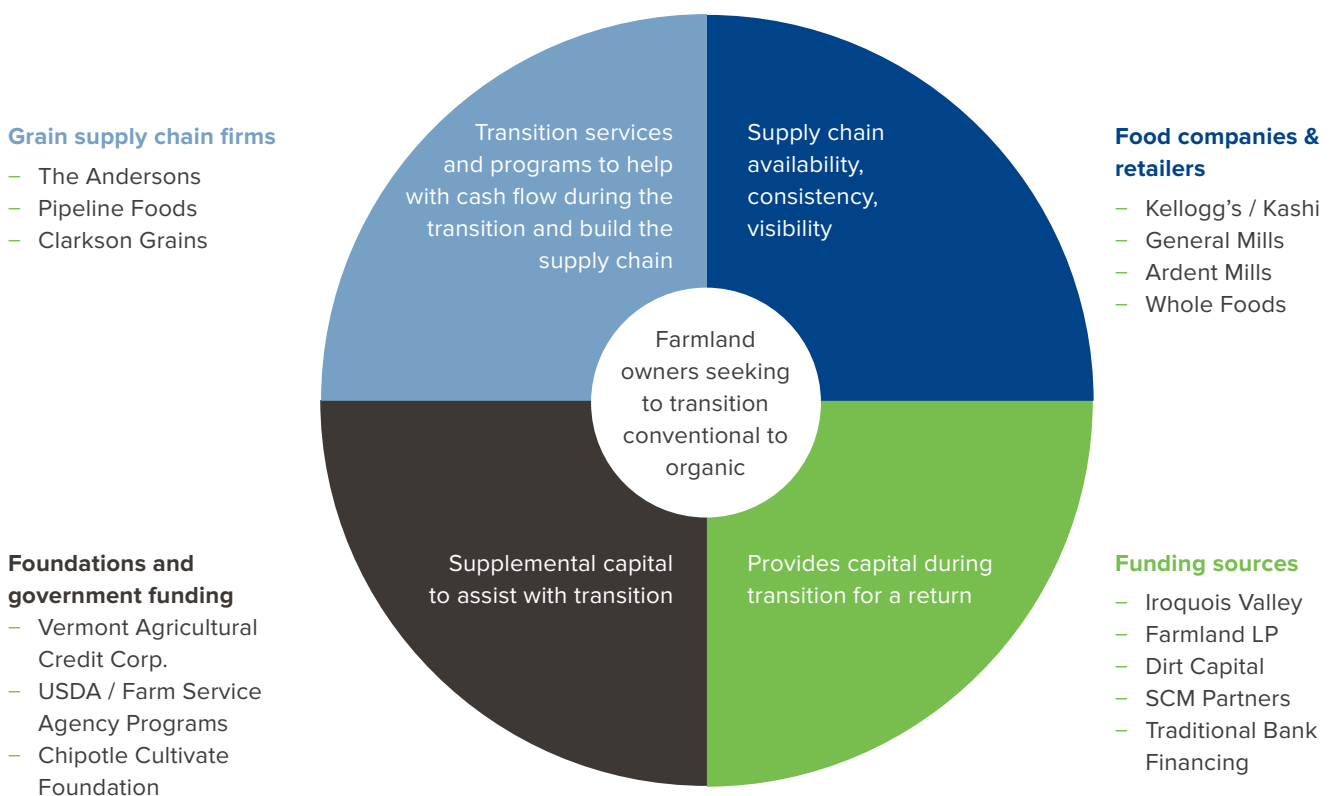 Grain supply chain firms
– The Andersons
– Pipeline Foods
– Clarkson Grains
Transition services
and programs to help
with cash flow during the
transition and build the
supply chain
Supply chain
availability,
consistency,
visibility
Food companies &
retailers
– Kellogg's / Kashi
– General Mills
– Ardent Mills
– Whole Foods
Farmland
owners seeking
to transition
conventional to
organic
Foundations and
government funding
– Vermont Agricultural
Credit Corp.
– USDA / Farm Service
Agency Programs
– Chipotle Cultivate
Foundation
Supplemental capital
to assist with transition
Provides capital during
transition for a return
Funding sources
– Iroquois Valley
– Farmland LP
– Dirt Capital
– SCM Partners
– Traditional Bank
Financing